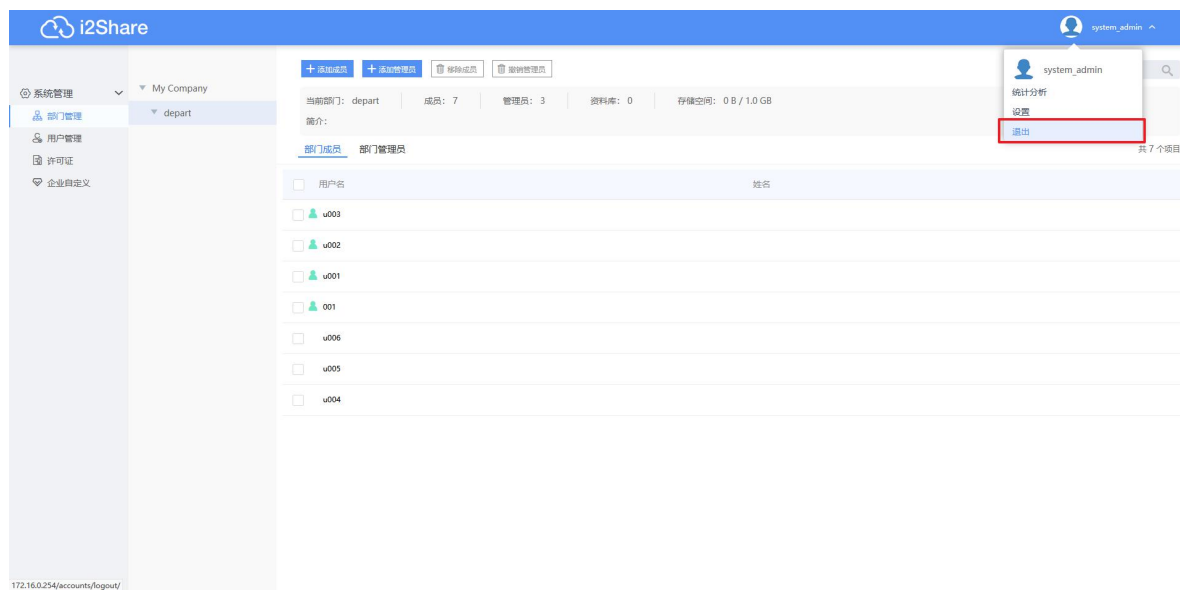 i2Share
system_admin
添加成员 添加管理员 移除成员 撤销管理员
system_admin
统计分析
设置
退出
系统管理
部门管理
用户管理
许可证
企业自定义
My Company
depart
当前部门: depart 成员: 7 管理员: 3 资料库: 0 存储空间: 0 B / 1.0 GB
简介:
部门成员 部门管理员
共 7 个项目
用户名 姓名
u003
u002
u001
001
u006
u005
u004
172.16.0.254/accounts/logout/